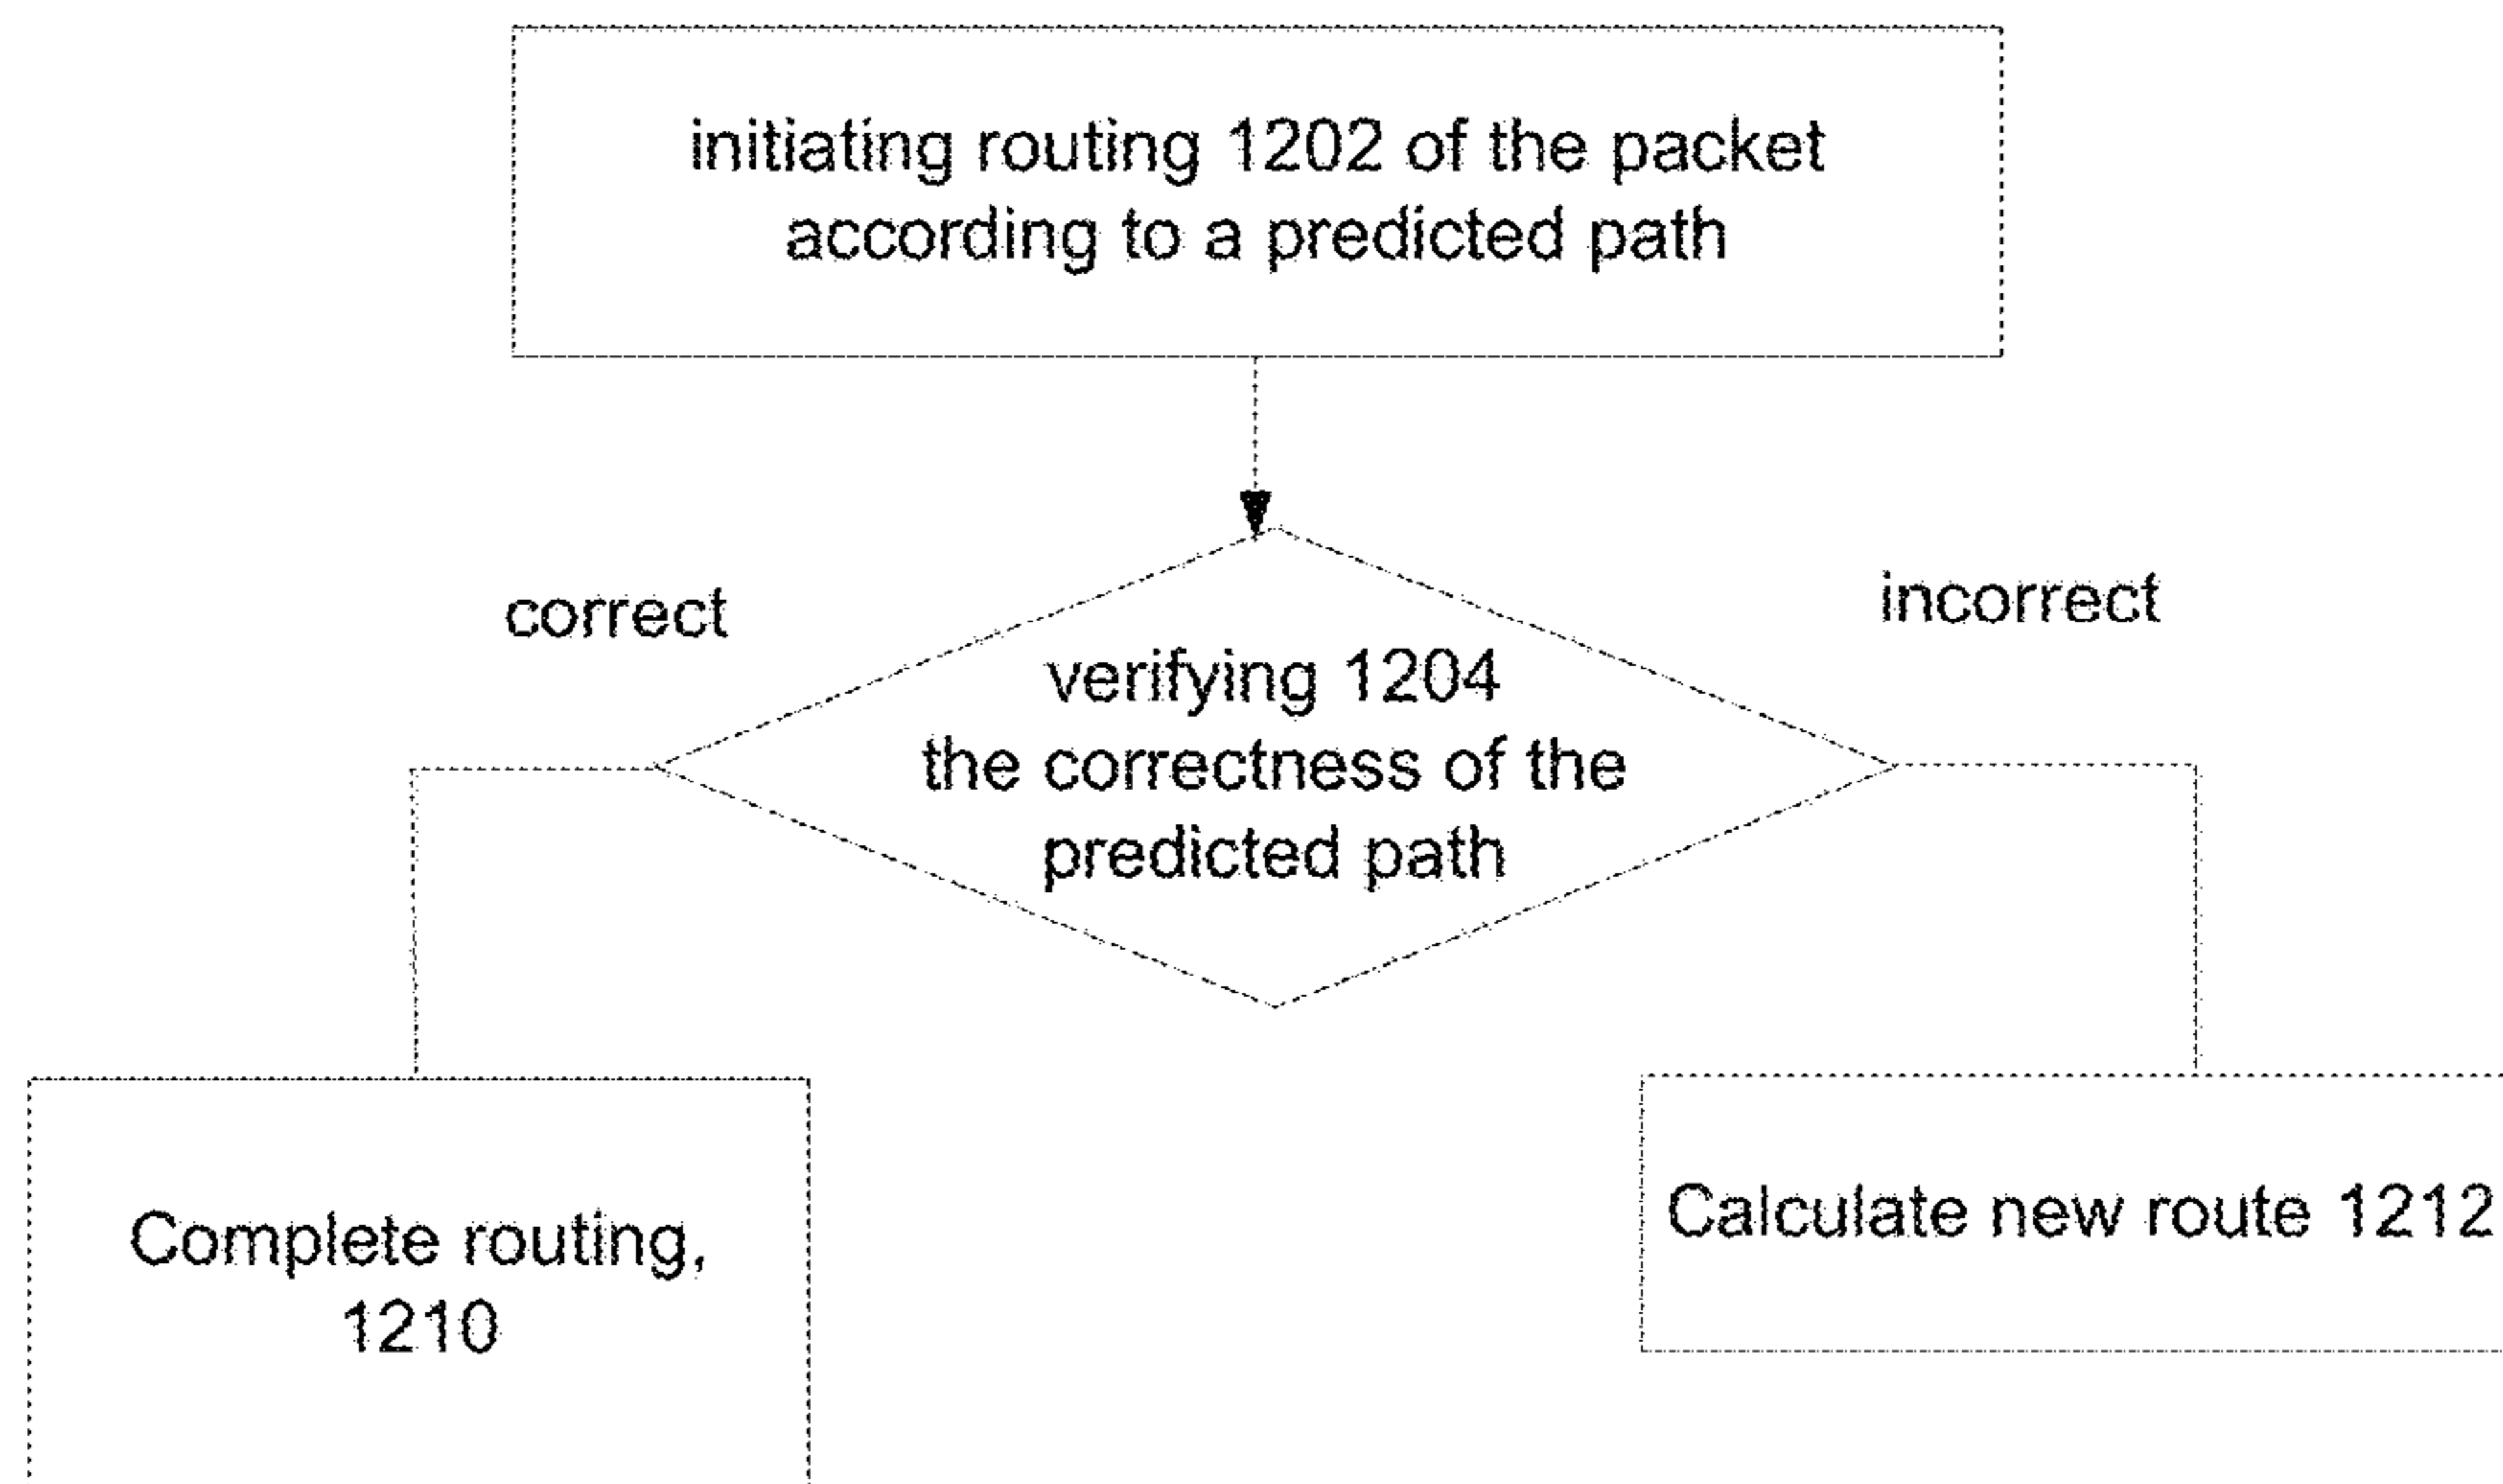 initiating routing 1202 of the packet
according to a predicted path
correct
incorrect
verifying 1204
the correctness of the
predicted path
Complete routing,
1210
Calculate new route 1212